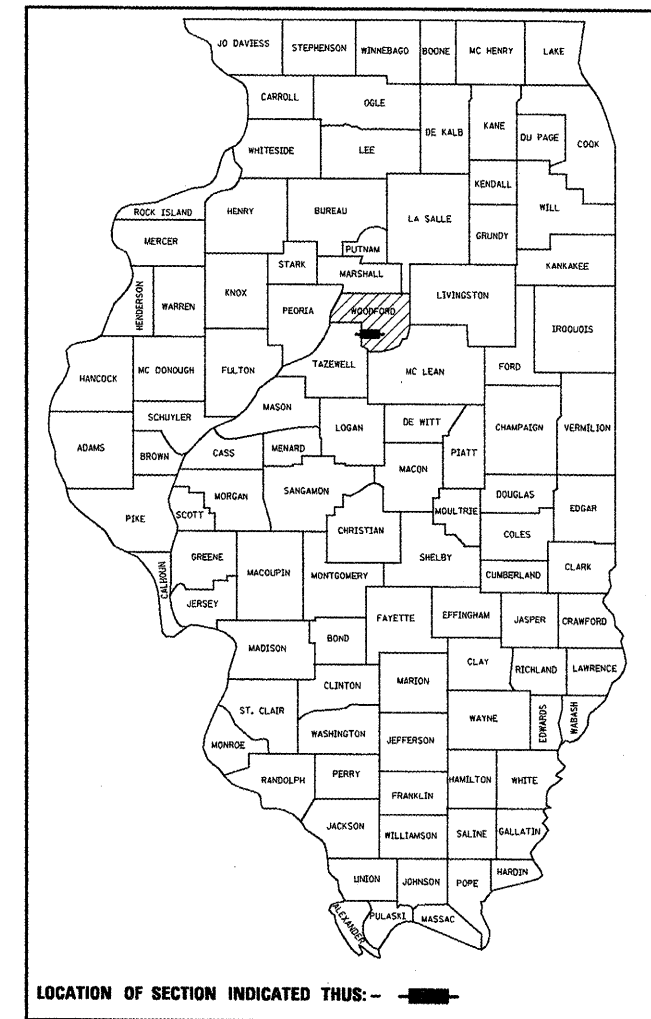 JO DAVIESS
STEPHENSON
WINNEBAGO
BOONE
MC HENRY
LAKE
CARROLL
OGLE
DE KALB
KANE
DU PAGE
COOK
WHITESIDE
LEE
KENDALL
WILL
ROCK ISLAND
HENRY
BUREAU
LA SALLE
GRUNDY
MERCER
PUTNAM
KANKAKEE
STARK
MARSHALL
HENDERSON
WARREN
KNOX
PEORIA
WOODFORD
LIVINGSTON
IROQUOIS
HANCOCK
MC DONOUGH
FULTON
TAZEWELL
MC LEAN
FORD
MASON
SCHUYLER
LOGAN
DE WITT
CHAMPAIGN
VERMILION
ADAMS
BROWN
CASS
MENARD
PIATT
MACON
PIKE
SCOTT
MORGAN
SANGAMON
MOULTRIE
DOUGLAS
EDGAR
CHRISTIAN
COLES
CALHOUN
GREENE
MACOUPIN
MONTGOMERY
SHELBY
CUMBERLAND
CLARK
JERSEY
FAYETTE
EFFINGHAM
JASPER
CRAWFORD
MADISON
BOND
CLAY
RICHLAND
LAWRENCE
ST. CLAIR
CLINTON
MARION
WAYNE
EDWARDS
WABASH
MONROE
WASHINGTON
JEFFERSON
RANDOLPH
PERRY
HAMILTON
WHITE
FRANKLIN
JACKSON
WILLIAMSON
SALINE
GALLATIN
UNION
JOHNSON
POPE
HARDIN
ALEXANDER
PULASKI
MASSAC
LOCATION OF SECTION INDICATED THUS: -